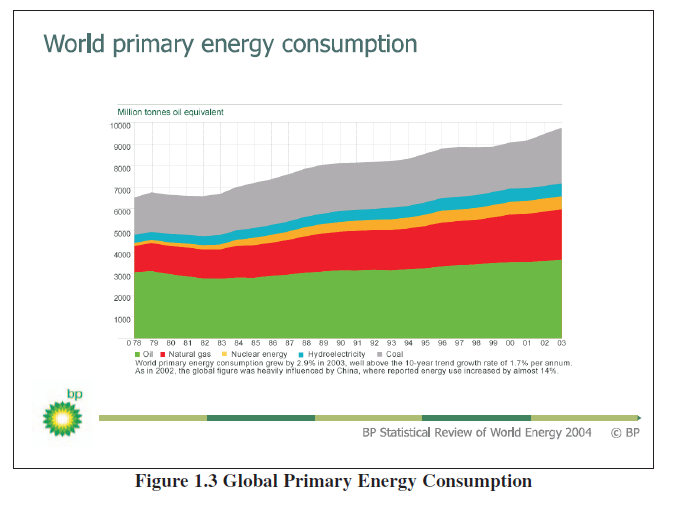 World primary energy consumption
Million tonnes oil equivalent
10000
9000
8000
7000
6000
5000
4000
3000
2000
1000
0 78 79 80 81 82 83 84 85 86 87 88 89 90 91 92 93 94 95 96 97 98 99 00 01 02 03
Oil Natural gas Nuclear energy Hydroelectricity Coal
World primary energy consumption grew by 2.9% in 2003, well above the 10-year trend growth rate of 1.7% per annum.
As in 2002, the global figure was heavily influenced by China, where reported energy use increased by almost 14%.
bp
BP Statistical Review of World Energy 2004 © BP
Figure 1.3 Global Primary Energy Consumption